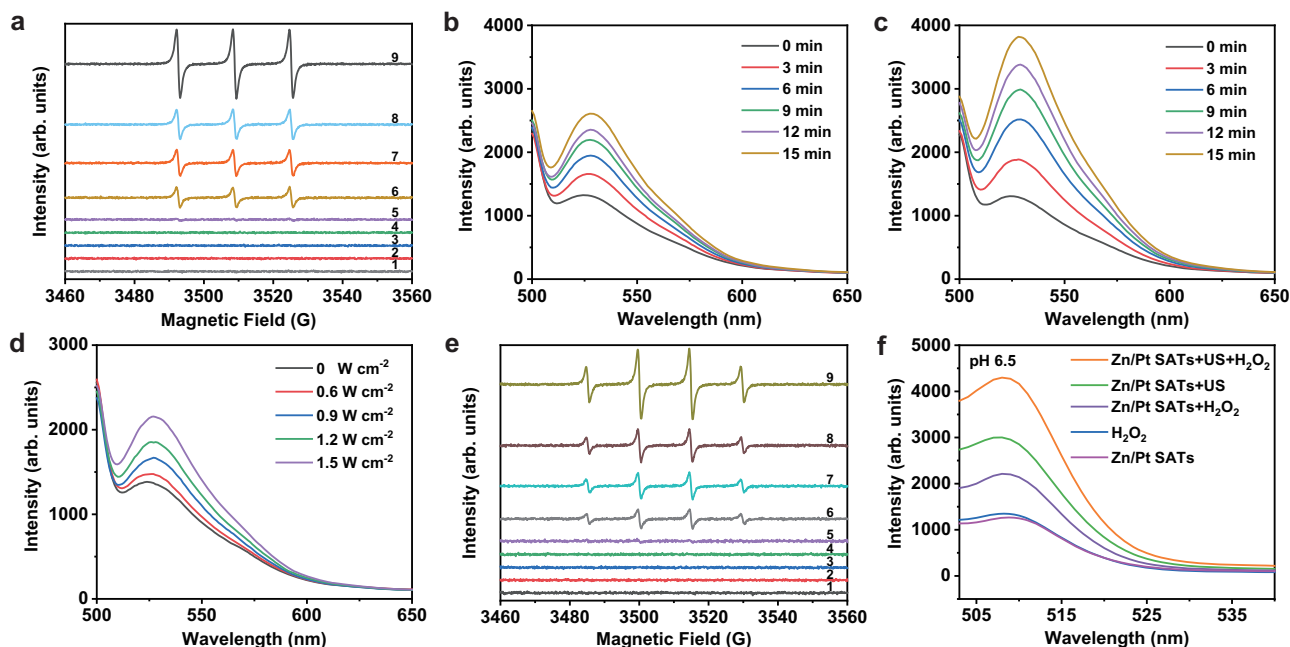 a
Intensity (arb. units)
9
8
7
6
5
4
3
2
1
3460 3480 3500 3520 3540 3560
Magnetic Field (G)
b
Intensity (arb. units)
4000
3000
2000
1000
0
0 min
3 min
6 min
9 min
12 min
15 min
500 550 600 650
Wavelength (nm)
c
Intensity (arb. units)
4000
3000
2000
1000
0
0 min
3 min
6 min
9 min
12 min
15 min
500 550 600 650
Wavelength (nm)
d
Intensity (arb. units)
3000
2000
1000
0
0 W cm⁻²
0.6 W cm⁻²
0.9 W cm⁻²
1.2 W cm⁻²
1.5 W cm⁻²
500 550 600 650
Wavelength (nm)
e
Intensity (arb. units)
9
8
7
6
5
4
3
2
1
3460 3480 3500 3520 3540 3560
Magnetic Field (G)
f
Intensity (arb. units)
5000
4000
3000
2000
1000
0
pH 6.5
Zn/Pt SATs+US+H₂O₂
Zn/Pt SATs+US
Zn/Pt SATs+H₂O₂
H₂O₂
Zn/Pt SATs
505 515 525 535
Wavelength (nm)